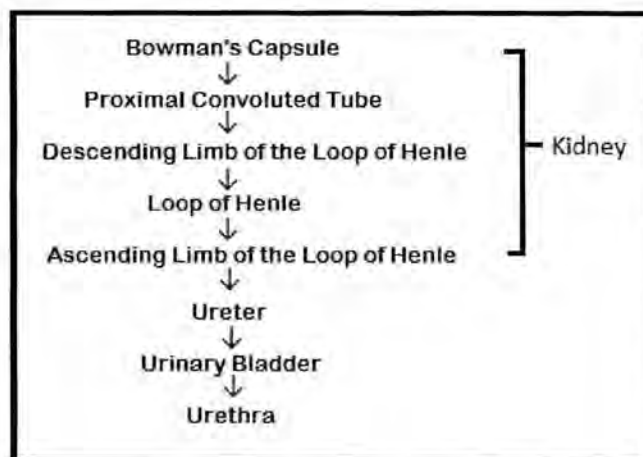 Bowman's Capsule
↓
Proximal Convoluted Tube
↓
Descending Limb of the Loop of Henle
↓
Loop of Henle
↓
Ascending Limb of the Loop of Henle
↓
Ureter
↓
Urinary Bladder
↓
Urethra
Kidney